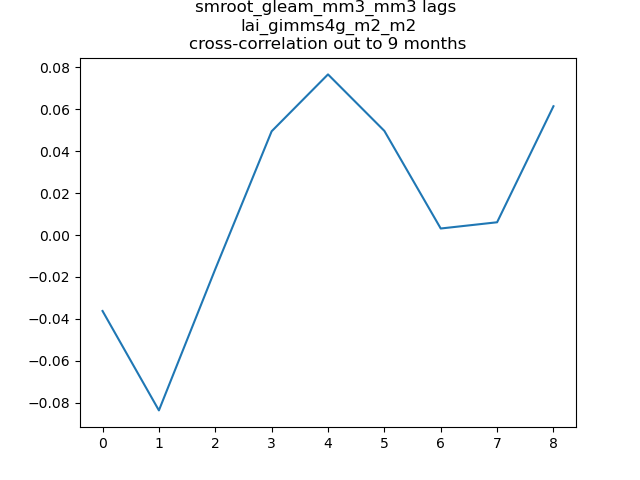 smroot_gleam_mm3_mm3 lags
lai_gimms4g_m2_m2
cross-correlation out to 9 months
0.08
0.06
0.04
0.02
0.00
−0.02
−0.04
−0.06
−0.08
0 1 2 3 4 5 6 7 8